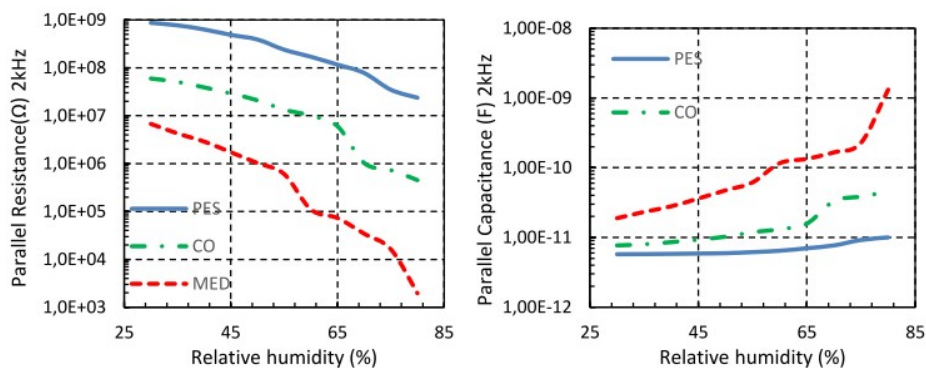 Parallel Resistance(Ω) 2kHz
1,0E+09
1,0E+08
1,0E+07
1,0E+06
1,0E+05
1,0E+04
1,0E+03
PES
CO
MED
25 45 65 85
Relative humidity (%)
Parallel Capacitance (F) 2kHz
1,00E-08
1,00E-09
1,00E-10
1,00E-11
1,00E-12
PES
CO
25 45 65 85
Relative humidity (%)